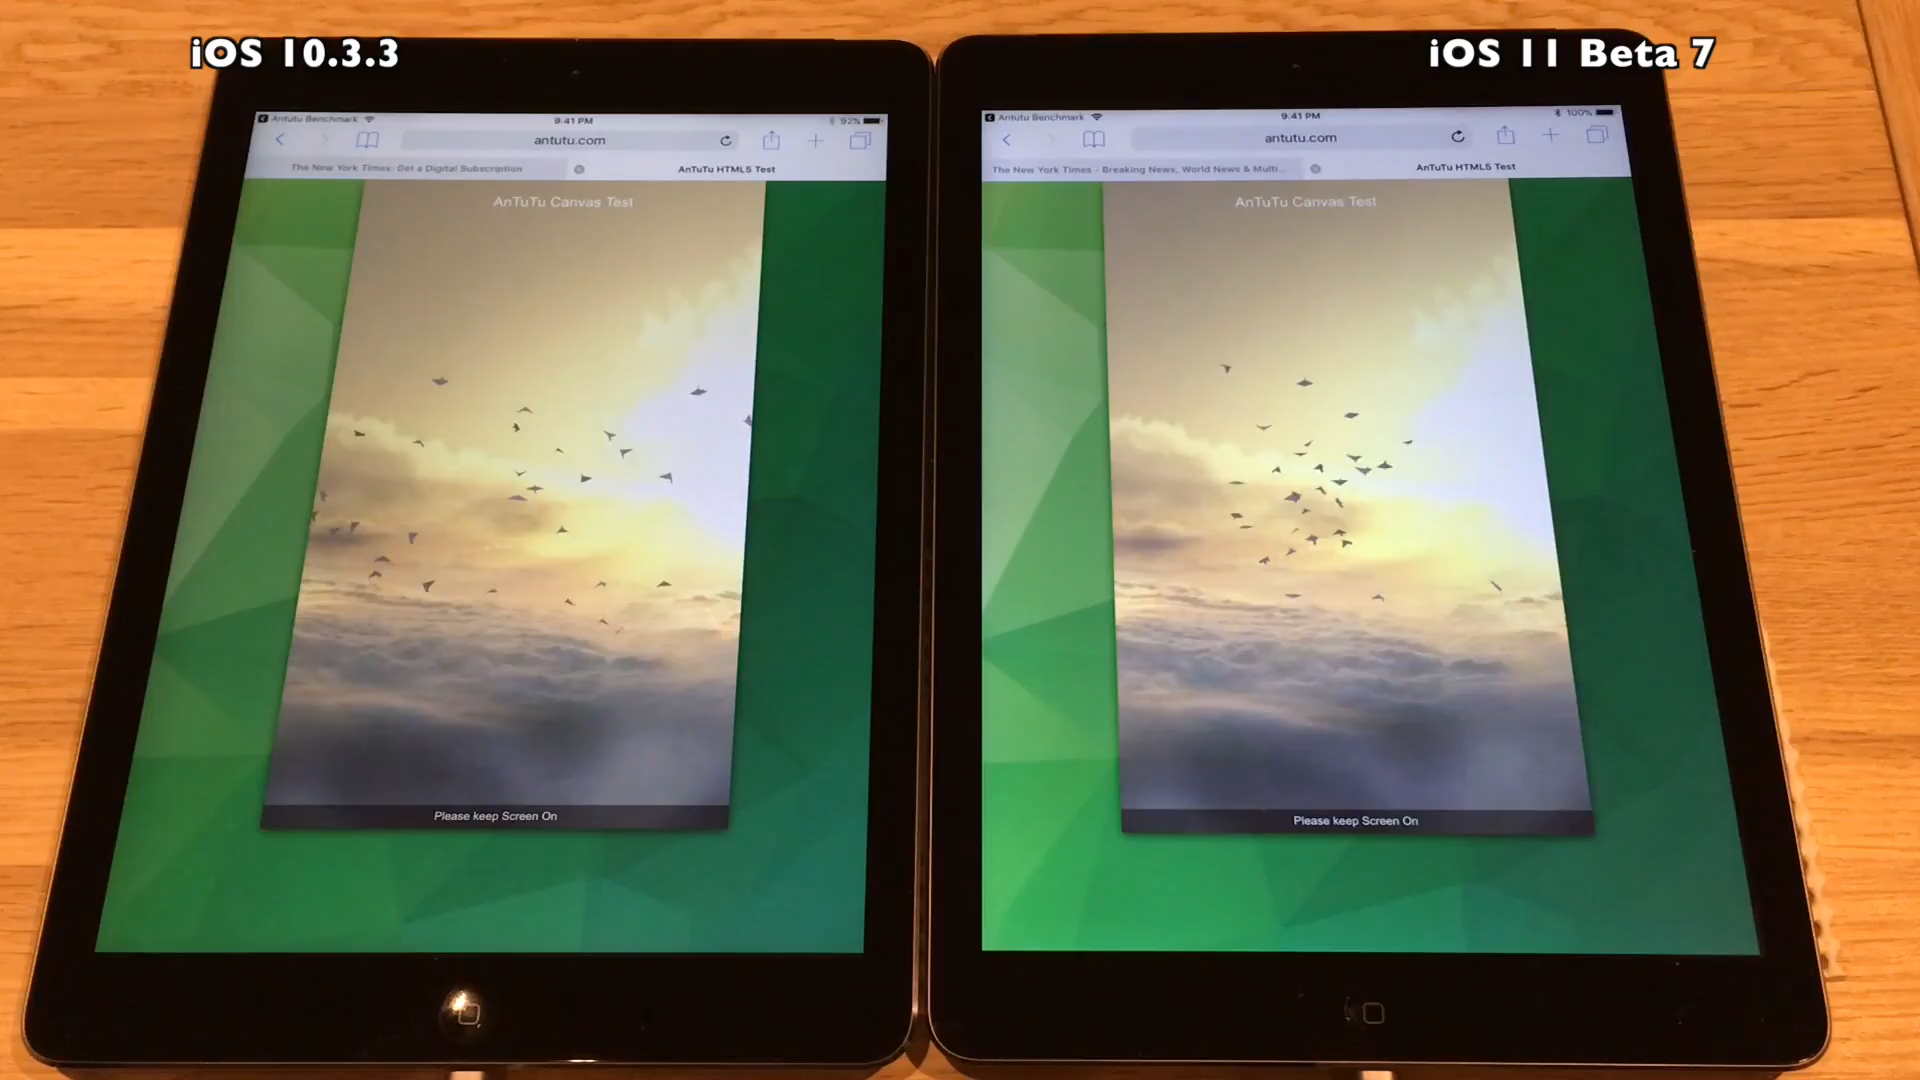 iOS 10.3.3
iOS 11 Beta 7
Antutu Benchmark
9:41 PM
92%
antutu.com
The New York Times: Get a Digital Subscription
AnTuTu HTML5 Test
AnTuTu Canvas Test
Please keep Screen On
Antutu Benchmark
9:41 PM
100%
antutu.com
The New York Times - Breaking News, World News & Multi...
AnTuTu HTML5 Test
AnTuTu Canvas Test
Please keep Screen On